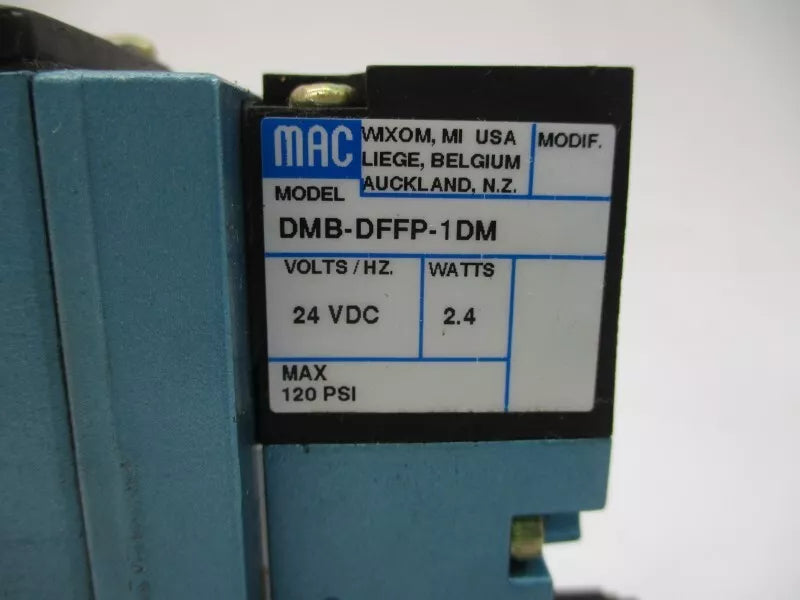 MAC
WIXOM, MI USA
LIEGE, BELGIUM
AUCKLAND, N.Z.
MODIF.
MODEL
DMB-DFFP-1DM
VOLTS/HZ.
WATTS
24 VDC
2.4
MAX
120 PSI